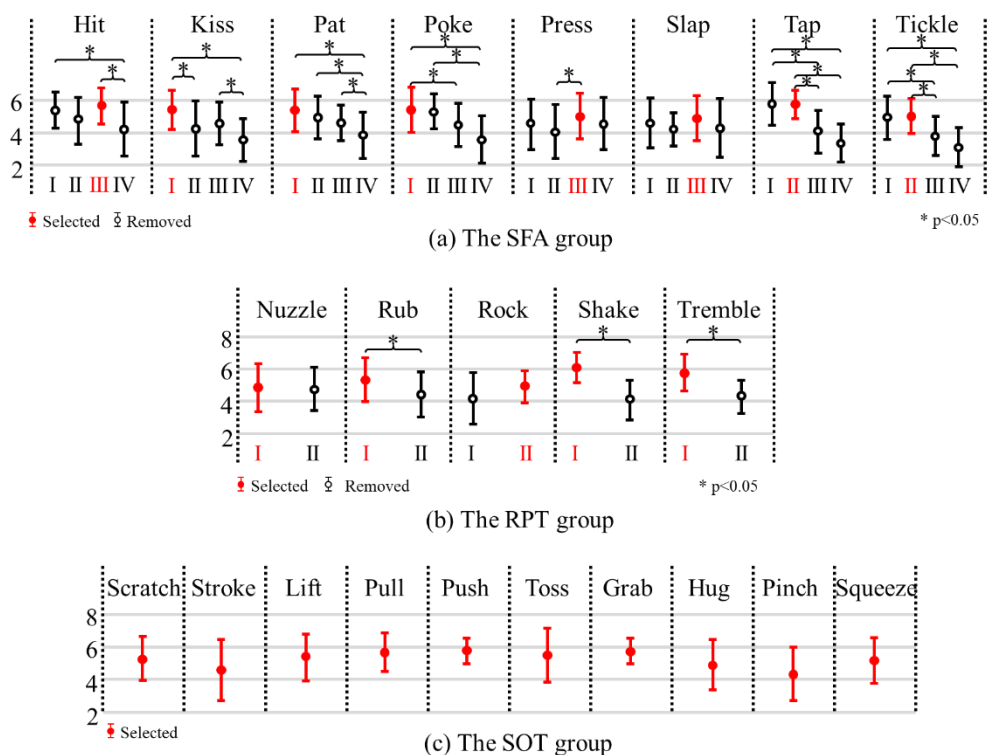 Hit Kiss Pat Poke Press Slap Tap Tickle
* * * * * * * * * * * * * * * * * * * * *
6
4
2
I II III IV I II III IV I II III IV I II III IV I II III IV I II III IV I II III IV I II III IV
Selected Removed * p<0.05
(a) The SFA group
Nuzzle Rub Rock Shake Tremble
8
* * *
6
4
2
I II I II I II I II I II
Selected Removed * p<0.05
(b) The RPT group
Scratch Stroke Lift Pull Push Toss Grab Hug Pinch Squeeze
8
6
4
2
Selected
(c) The SOT group